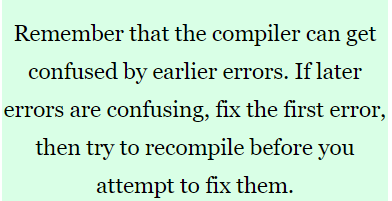 Remember that the compiler can get
confused by earlier errors. If later
errors are confusing, fix the first error,
then try to recompile before you
attempt to fix them.